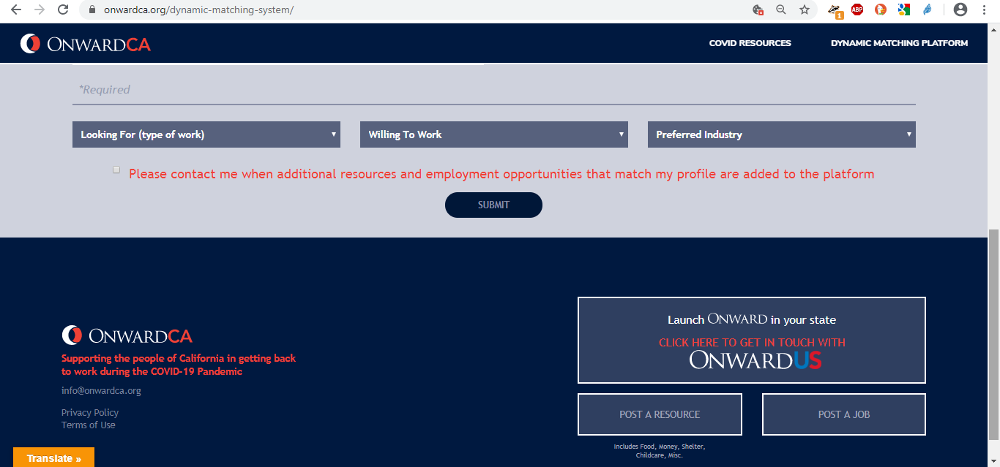 onwardca.org/dynamic-matching-system/
1
ABP
ONWARDCA
COVID RESOURCES
DYNAMIC MATCHING PLATFORM
*Required
Looking For (type of work)
Willing To Work
Preferred Industry
Please contact me when additional resources and employment opportunities that match my profile are added to the platform
SUBMIT
Launch ONWARD in your state
CLICK HERE TO GET IN TOUCH WITH
ONWARDUS
ONWARDCA
Supporting the people of California in getting back
to work during the COVID-19 Pandemic
info@onwardca.org
Privacy Policy
Terms of Use
POST A RESOURCE
POST A JOB
Includes Food, Money, Shelter,
Childcare, Misc.
Translate »